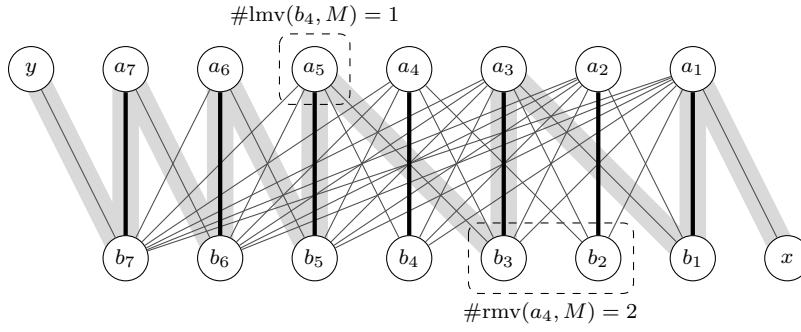 #lmv(b₄, M) = 1
y a₇ a₆ a₅ a₄ a₃ a₂ a₁
b₇ b₆ b₅ b₄ b₃ b₂ b₁ x
#rmv(a₄, M) = 2